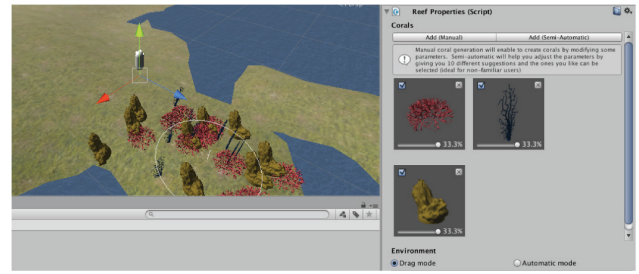 Reef Properties (Script)
Corals
Add (Manual)
Add (Semi-Automatic)
Manual coral generation will enable to create corals by modifying some
parameters. Semi-automatic will help you adjust the parameters by
giving you 10 different suggestions and the ones you like can be
selected (ideal for non-familiar users)
33.3%
33.3%
33.3%
Environment
Drag mode
Automatic mode